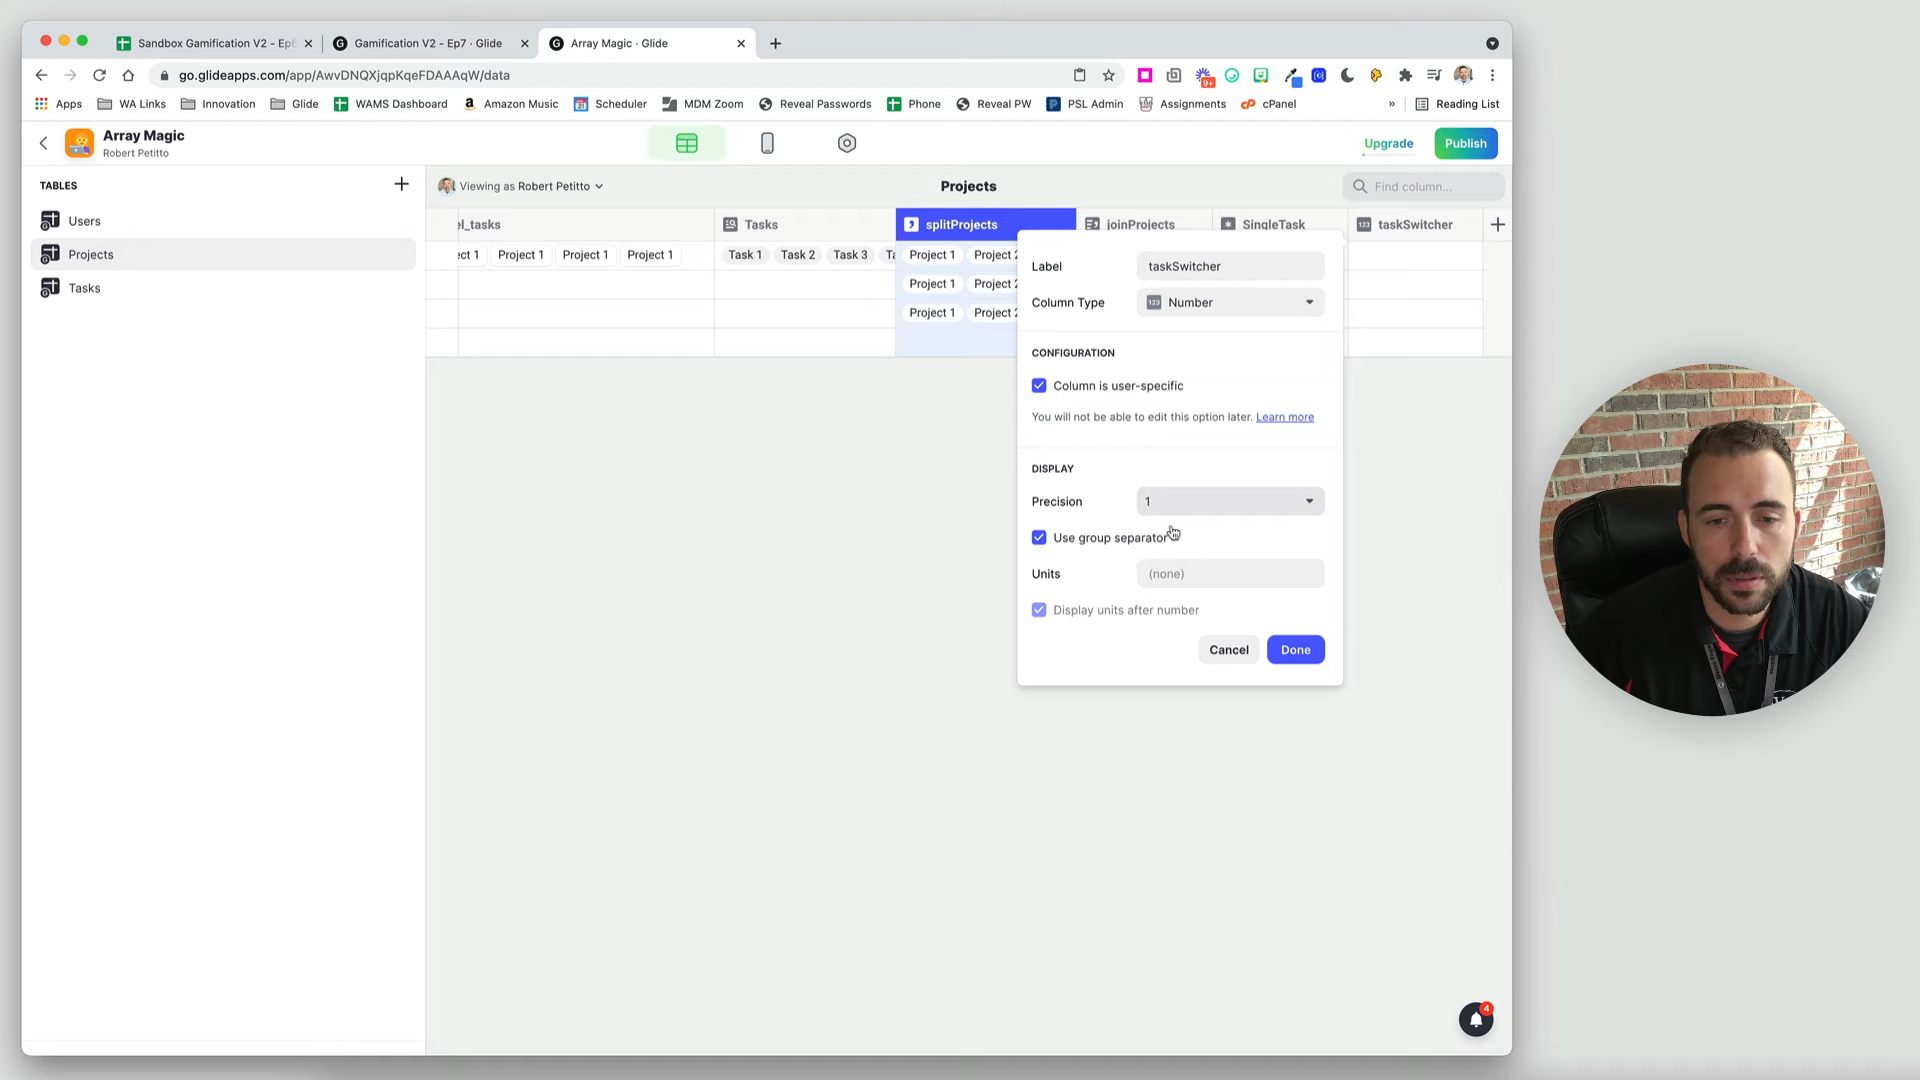 Sandbox Gamification V2 - Ep
Gamification V2 - Ep7 · Glide
Array Magic · Glide
go.glideapps.com/app/AwvDNQXjqpKqeFDAAAqW/data
9+
Apps
WA Links
Innovation
Glide
WAMS Dashboard
Amazon Music
Scheduler
MDM Zoom
Reveal Passwords
Phone
Reveal PW
PSL Admin
Assignments
cPanel
»
Reading List
Array Magic
Robert Petitto
Upgrade
Publish
TABLES
Users
Projects
Tasks
Viewing as Robert Petitto
Projects
Find column...
el_tasks
Tasks
splitProjects
joinProjects
SingleTask
taskSwitcher
ect 1 Project 1 Project 1 Project 1
Task 1 Task 2 Task 3 Ta
Project 1 Project 2
Project 1 Project 2
Project 1 Project 2
Label
taskSwitcher
Column Type
Number
CONFIGURATION
Column is user-specific
You will not be able to edit this option later. Learn more
DISPLAY
Precision
1
Use group separator
Units
(none)
Display units after number
Cancel
Done
4